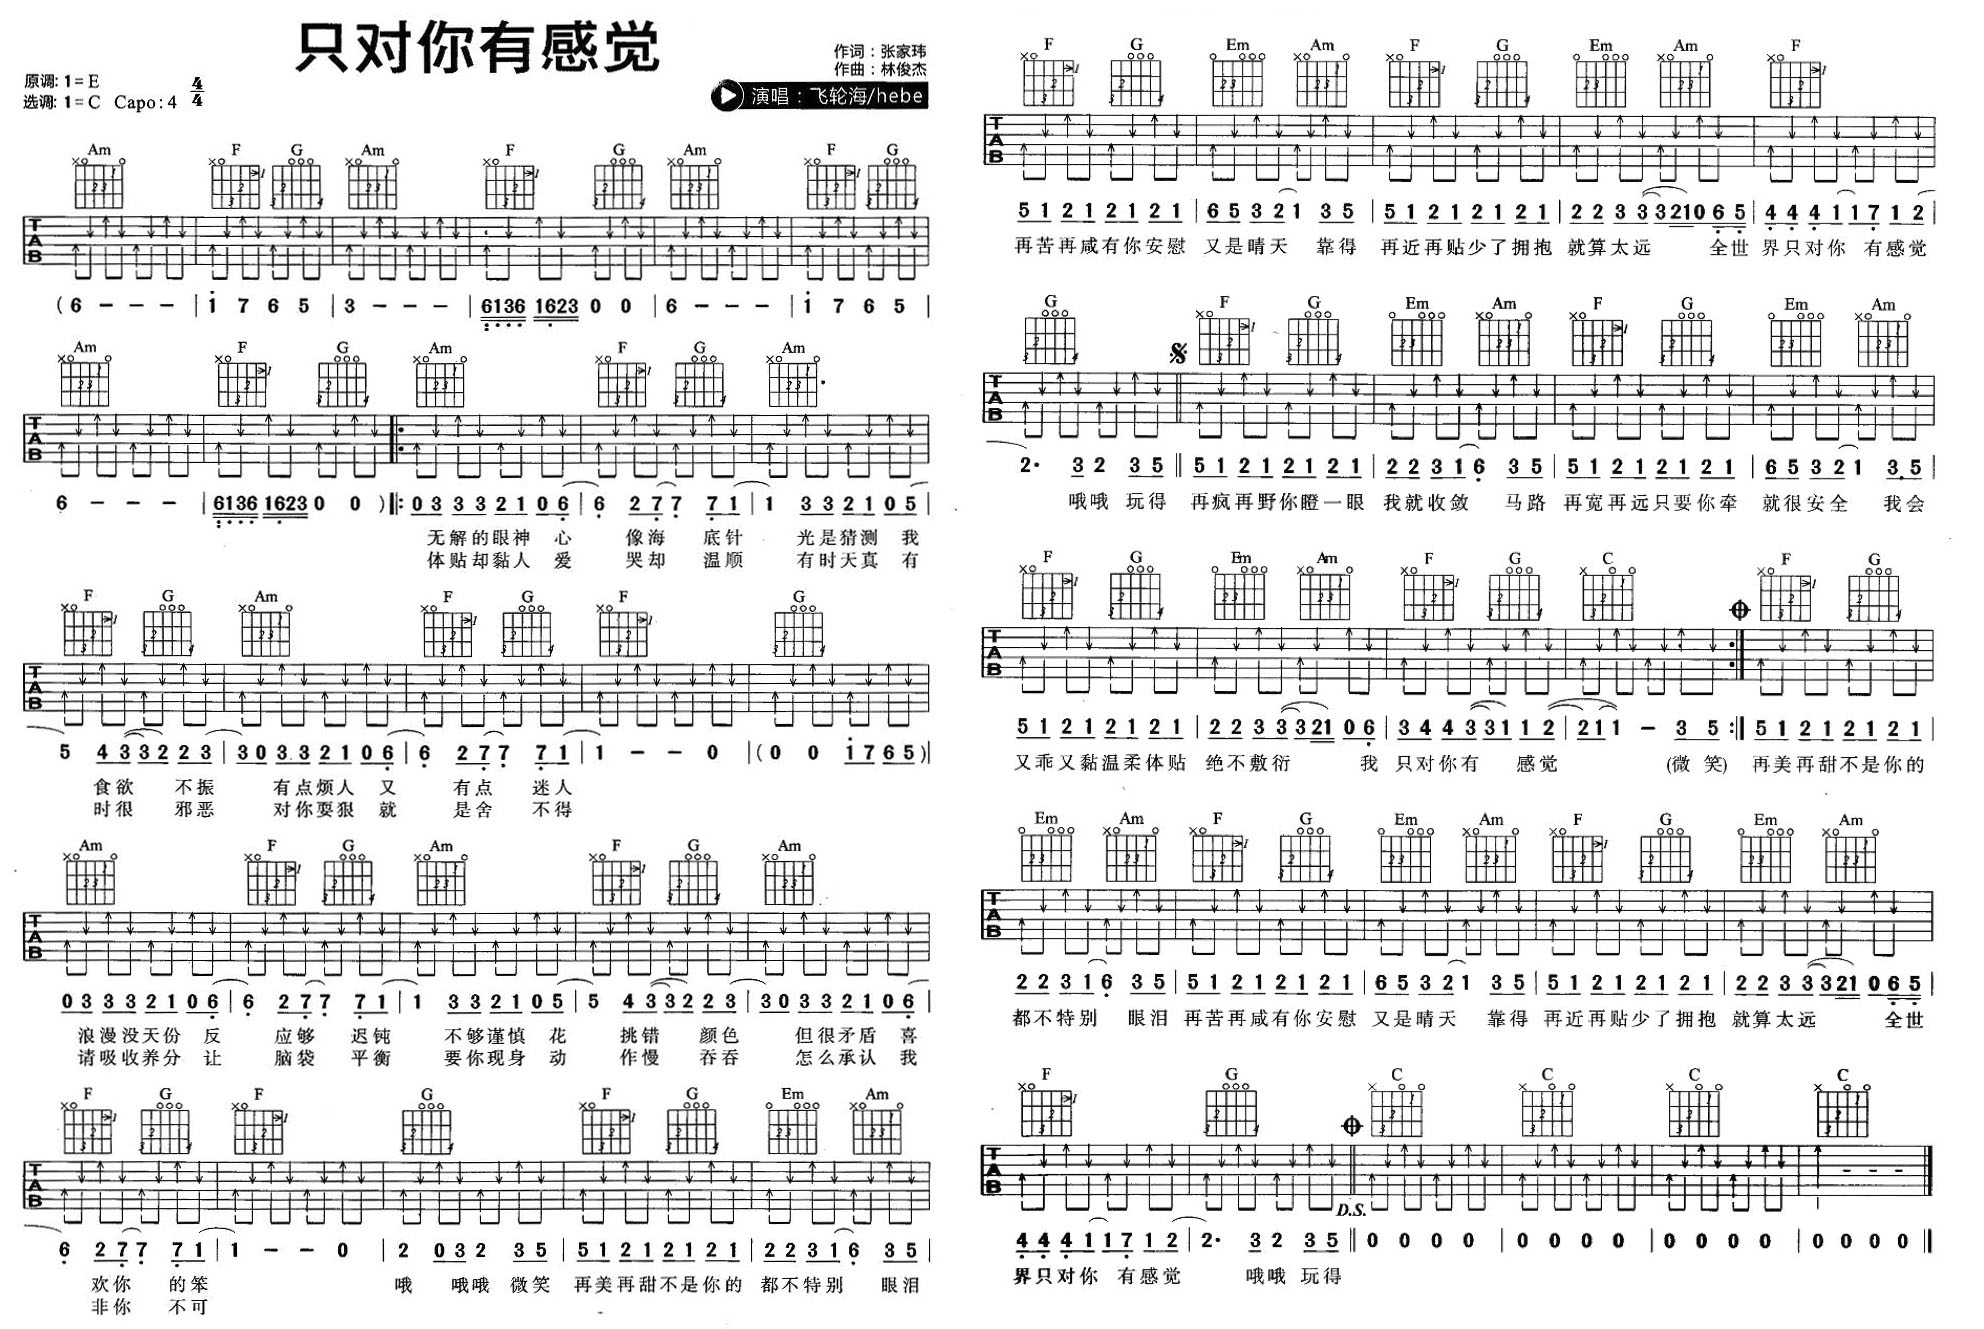 只对你有感觉
作词：张家玮
作曲：林俊杰
原调: 1=E 4/4
选调: 1=C Capo: 4
演唱：飞轮海/hebe
Am F G Am F G Am F G
T A B
( 6 - - - | i 7 6 5 | 3 - - - | 6136 1623 0 0 | 6 - - - | i 7 6 5 |
Am F G Am F G Am
T A B
6 - - - | 6136 1623 0 0 ) |: 0 3 3 3 2 1 0 6 | 6 2 7 7 7 1 | 1 3 3 2 1 0 5 |
无解的眼神 心 像海 底针 光是猜测 我
体贴却黏人 爱 哭却 温顺 有时天真 有
F G Am F G F G
T A B
5 4 3 3 2 2 3 | 3 0 3 3 2 1 0 6 | 6 2 7 7 7 1 | 1 - - 0 | ( 0 0 i 7 6 5 ) |
食欲 不振 有点烦人 又 有点 迷人
时很 邪恶 对你耍狠 就 是舍 不得
Am F G Am F G Am
T A B
0 3 3 3 2 1 0 6 | 6 2 7 7 7 1 | 1 3 3 2 1 0 5 | 5 4 3 3 2 2 3 | 3 0 3 3 2 1 0 6 |
浪漫没天份 反 应够 迟钝 不够谨慎 花 挑错 颜色 但很矛盾 喜
请吸收养分 让 脑袋 平衡 要你现身 动 作慢 吞吞 怎么承认 我
F G F G F G Em Am
T A B
6 2 7 7 7 1 | 1 - - 0 | 2 0 3 2 3 5 | 5 1 2 1 2 1 2 1 | 2 2 3 1 6 3 5 |
欢你 的笨 哦 哦哦 微笑 再美再甜不是你的 都不特别 眼泪
非你 不可
F G Em Am F G Em Am F
T A B
5 1 2 1 2 1 2 1 | 6 5 3 2 1 3 5 | 5 1 2 1 2 1 2 1 | 2 2 3 3 3 2 1 0 6 5 | 4 4 4 1 1 7 1 2 |
再苦再咸有你安慰 又是晴天 靠得 再近再贴少了拥抱 就算太远 全世 界只对你 有感觉
G F G Em Am F G Em Am
T A B
2· 3 2 3 5 || 5 1 2 1 2 1 2 1 | 2 2 3 1 6 3 5 | 5 1 2 1 2 1 2 1 | 6 5 3 2 1 3 5 |
哦哦 玩得 再疯再野你瞪一眼 我就收敛 马路 再宽再远只要你牵 就很安全 我会
F G Em Am F G C F G
T A B
5 1 2 1 2 1 2 1 | 2 2 3 3 3 2 1 0 6 | 3 4 4 3 3 1 1 2 | 2 1 1 - 3 5 :| 5 1 2 1 2 1 2 1 |
又乖又黏温柔体贴 绝不敷衍 我 只对你有 感觉 (微 笑) 再美再甜不是你的
Em Am F G Em Am F G Em Am
T A B
2 2 3 1 6 3 5 | 5 1 2 1 2 1 2 1 | 6 5 3 2 1 3 5 | 5 1 2 1 2 1 2 1 | 2 2 3 3 3 2 1 0 6 5 |
都不特别 眼泪 再苦再咸有你安慰 又是晴天 靠得 再近再贴少了拥抱 就算太远 全世
F G C C C C
T A B
D.S.
4 4 4 1 1 7 1 2 | 2· 3 2 3 5 || 0 0 0 0 | 0 0 0 0 | 0 0 0 0 | 0 0 0 0 ||
界只对你 有感觉 哦哦 玩得